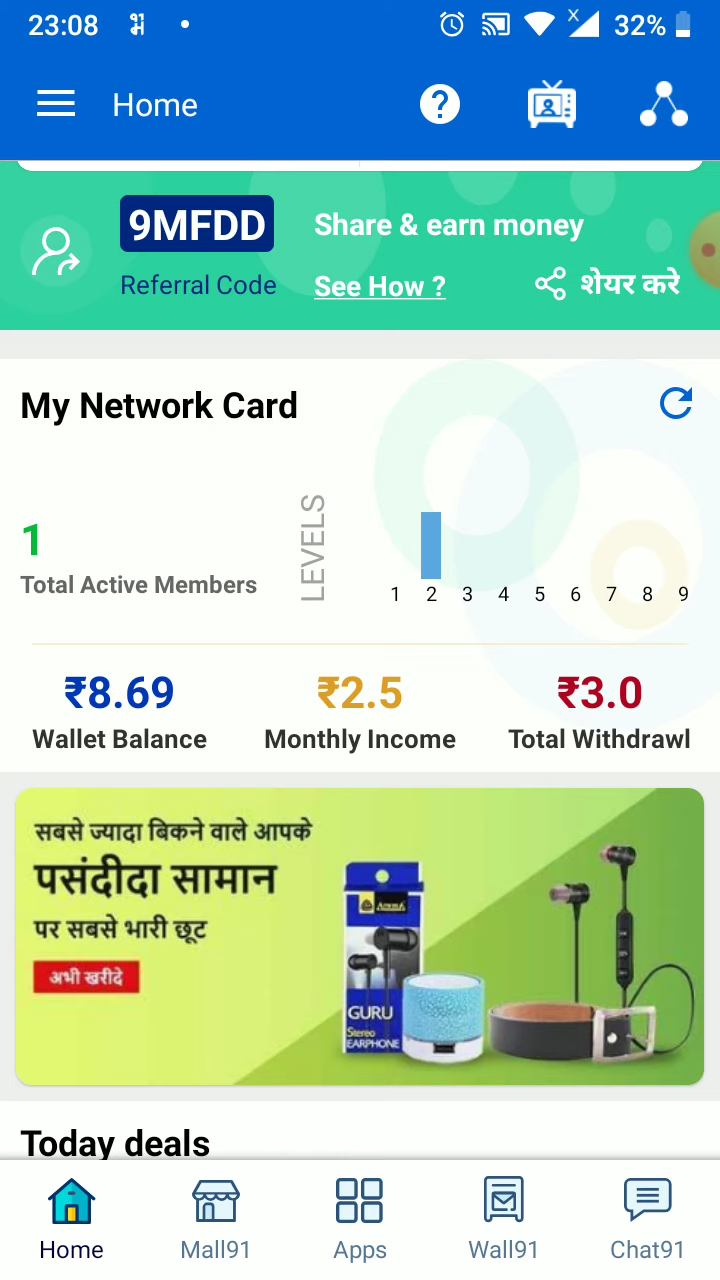 23:08 32%
Home
9MFDD Share & earn money
Referral Code See How ? शेयर करे
My Network Card
1
Total Active Members
LEVELS
1 2 3 4 5 6 7 8 9
₹8.69 ₹2.5 ₹3.0
Wallet Balance Monthly Income Total Withdrawl
सबसे ज्यादा बिकने वाले आपके
पसंदीदा सामान
पर सबसे भारी छूट
अभी खरीदे
GURU
Stereo
EARPHONE
Today deals
Home Mall91 Apps Wall91 Chat91